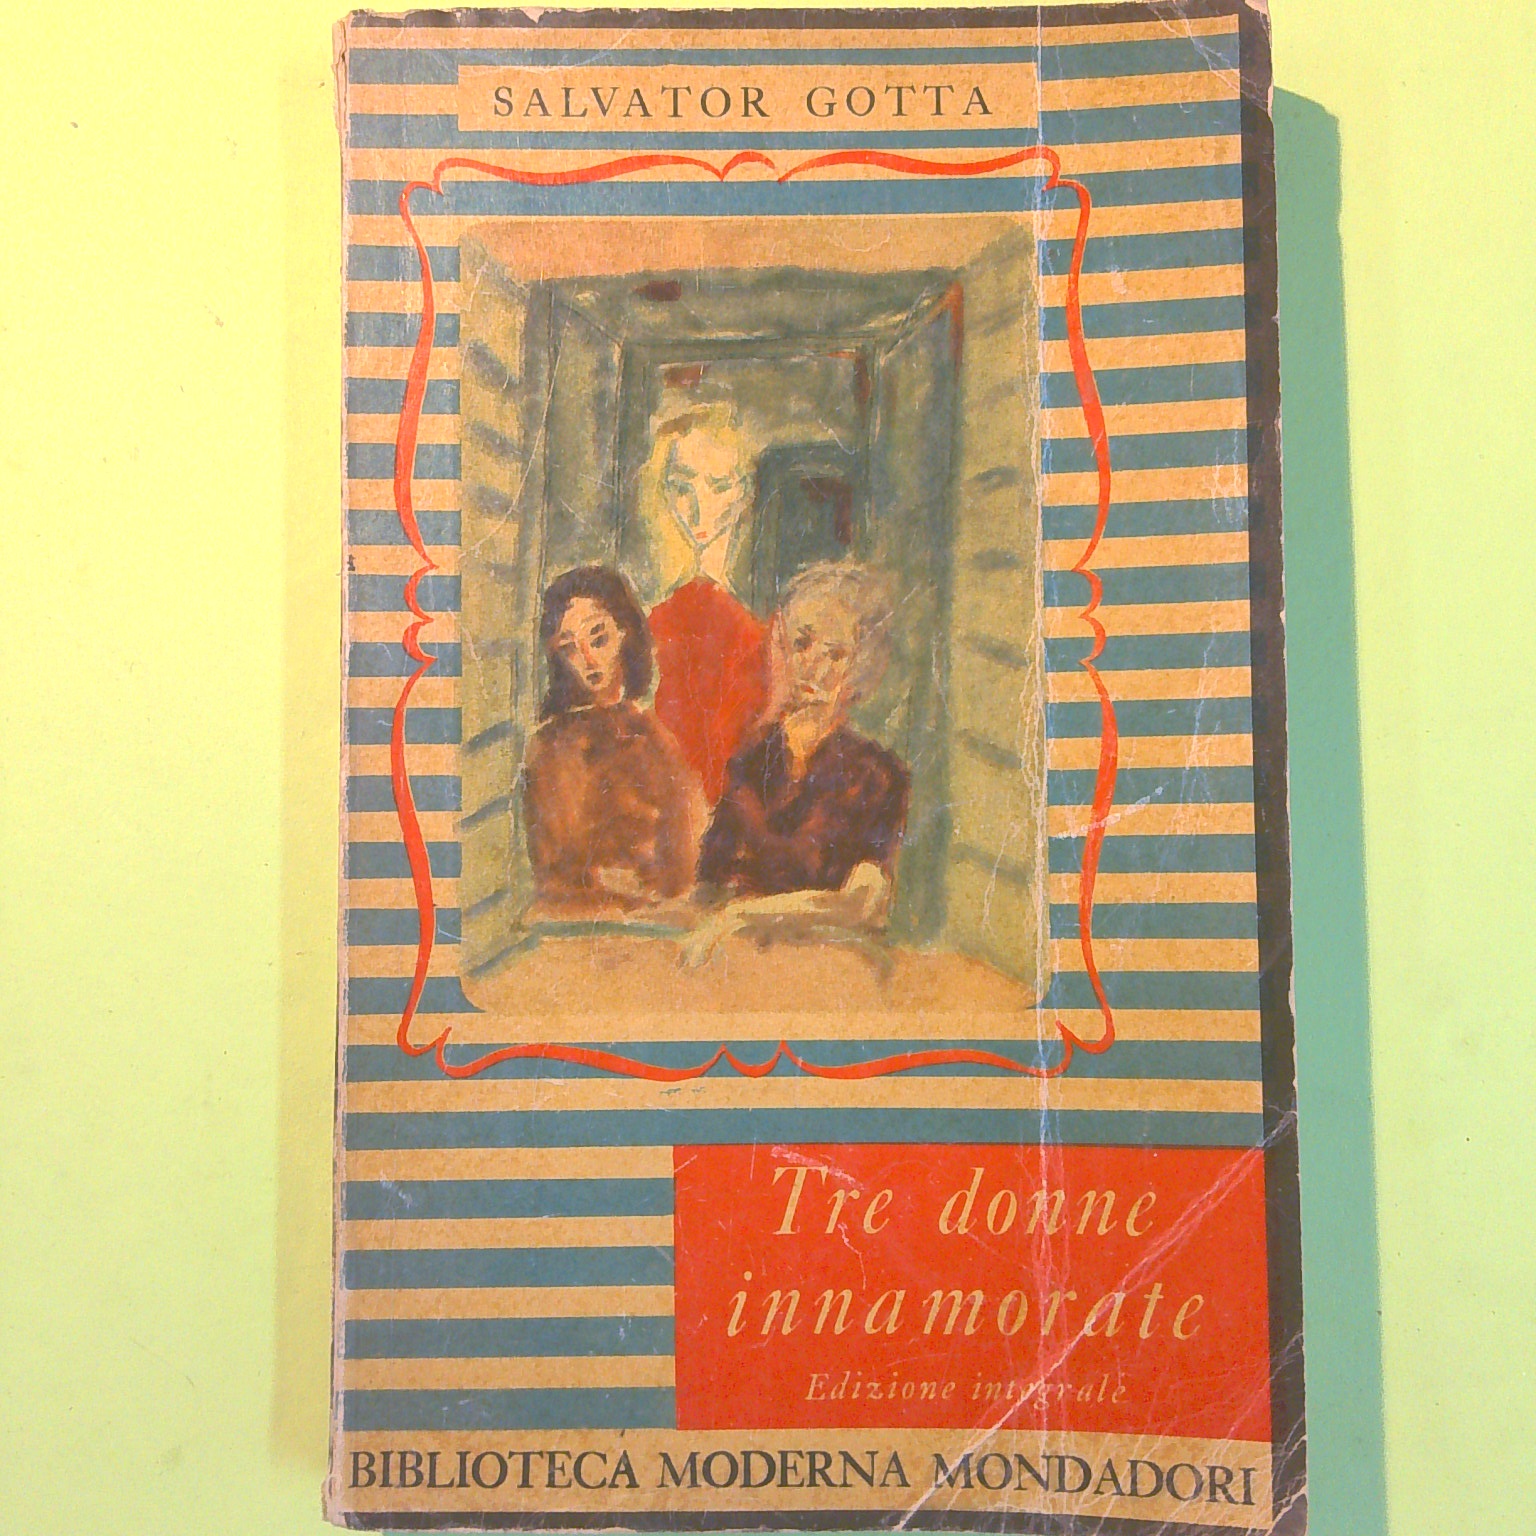 SALVATOR GOTTA
Tre donne
innamorate
Edizione integrale
BIBLIOTECA MODERNA MONDADORI